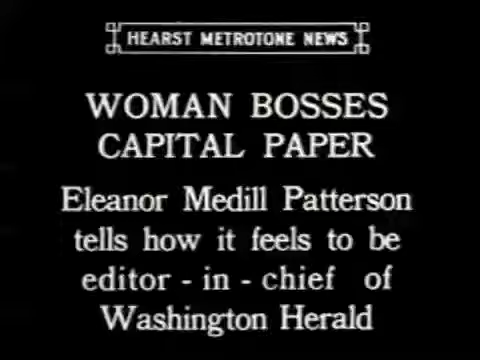 HEARST METROTONE NEWS
WOMAN BOSSES
CAPITAL PAPER
Eleanor Medill Patterson
tells how it feels to be
editor - in - chief of
Washington Herald